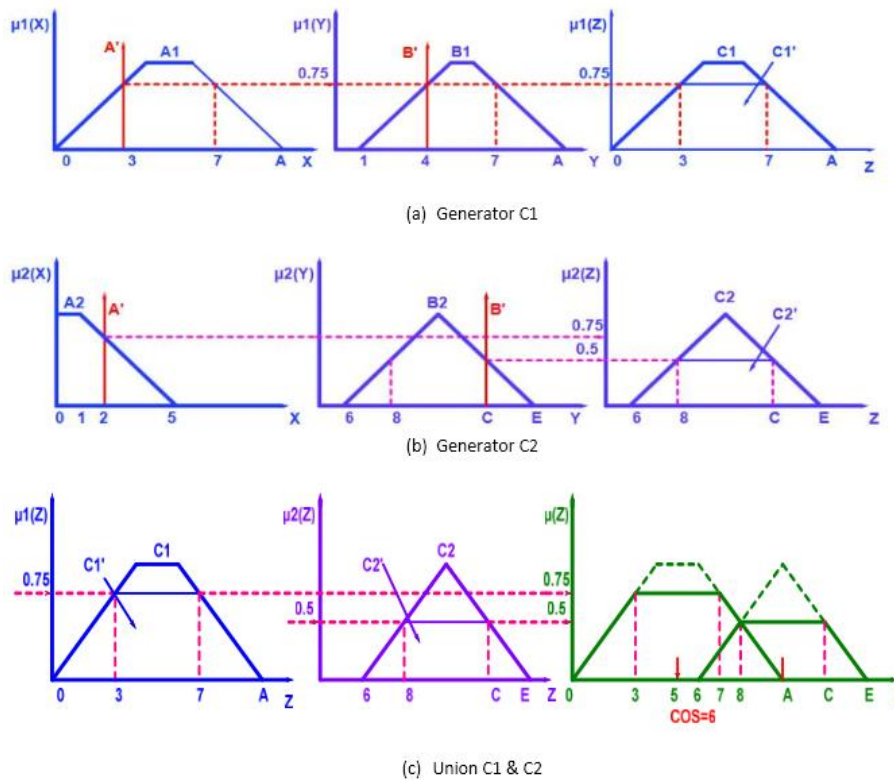 μ1(X) A' A1 μ1(Y) B' B1 μ1(Z) C1 C1'
0.75 0.75
0 3 7 A X 1 4 7 A Y 0 3 7 A Z
(a) Generator C1
μ2(X) A2 A' μ2(Y) B2 B' μ2(Z) C2 C2'
0.75
0.5
0 1 2 5 X 6 8 C E Y 6 8 C E Z
(b) Generator C2
μ1(Z) C1' C1 μ2(Z) C2' C2 μ(Z)
0.75 0.75
0.5 0.5
0 3 7 A Z 6 8 C E Z 0 3 5 6 7 8 A C E
COS=6
(c) Union C1 & C2